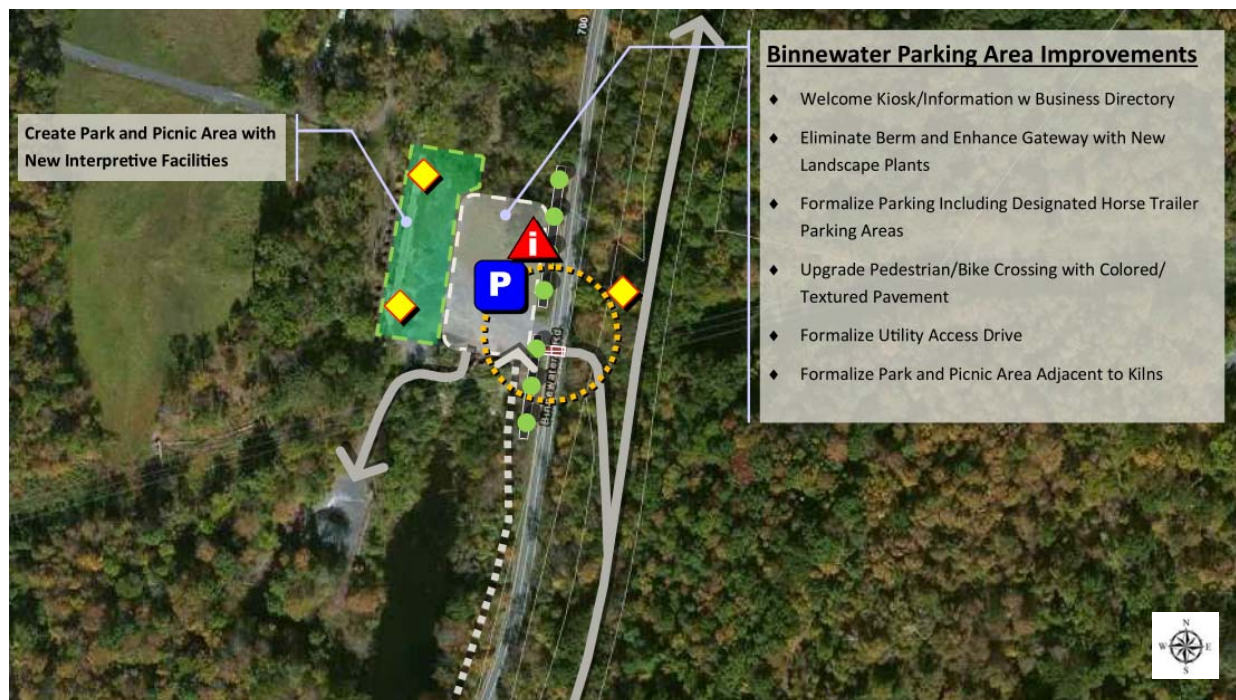 700
Binnewater Parking Area Improvements
♦ Welcome Kiosk/Information w Business Directory
♦ Eliminate Berm and Enhance Gateway with New
Landscape Plants
♦ Formalize Parking Including Designated Horse Trailer
Parking Areas
♦ Upgrade Pedestrian/Bike Crossing with Colored/
Textured Pavement
♦ Formalize Utility Access Drive
♦ Formalize Park and Picnic Area Adjacent to Kilns
Create Park and Picnic Area with
New Interpretive Facilities
i
P
N
W E
S